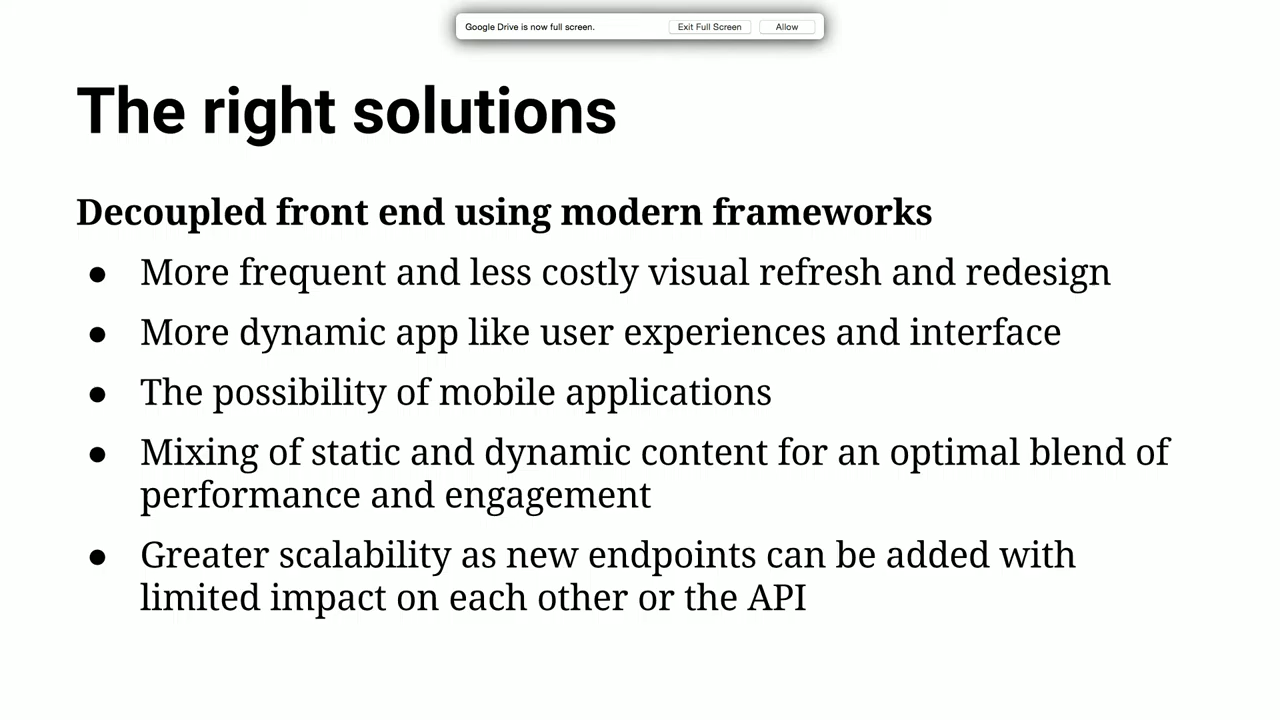 Google Drive is now full screen. Exit Full Screen Allow
The right solutions
Decoupled front end using modern frameworks
● More frequent and less costly visual refresh and redesign
● More dynamic app like user experiences and interface
● The possibility of mobile applications
● Mixing of static and dynamic content for an optimal blend of
performance and engagement
● Greater scalability as new endpoints can be added with
limited impact on each other or the API